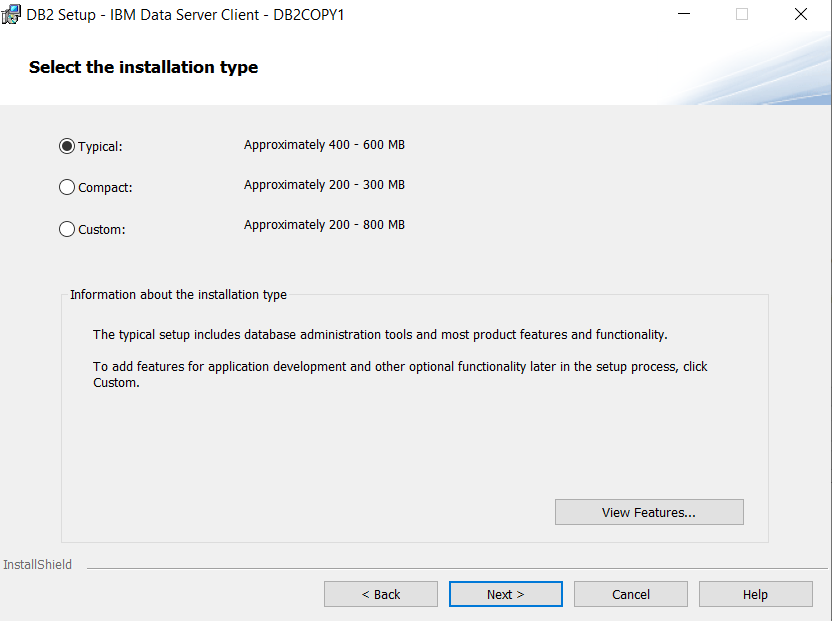 DB2 Setup - IBM Data Server Client - DB2COPY1
Select the installation type
Typical: Approximately 400 - 600 MB
Compact: Approximately 200 - 300 MB
Custom: Approximately 200 - 800 MB
Information about the installation type
The typical setup includes database administration tools and most product features and functionality.
To add features for application development and other optional functionality later in the setup process, click
Custom.
View Features...
InstallShield
< Back Next > Cancel Help